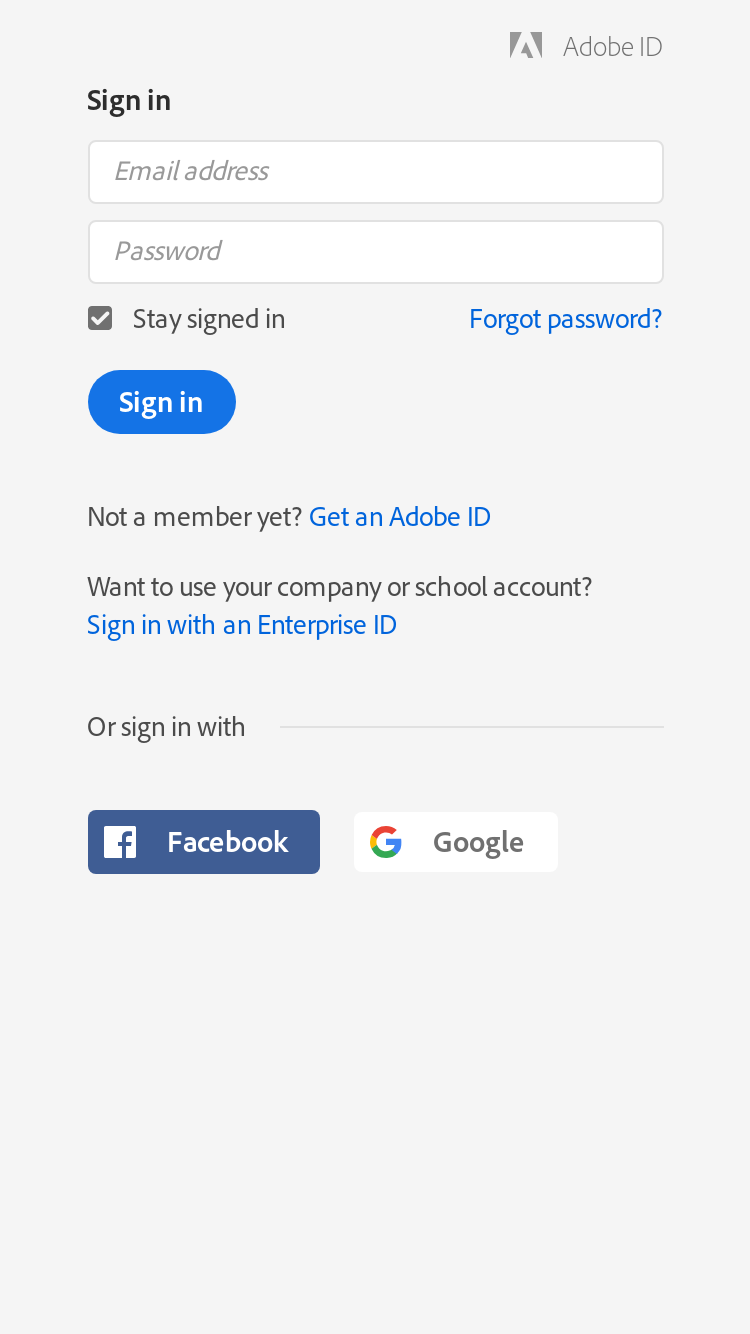 Adobe ID
Sign in
Email address
Password
Stay signed in Forgot password?
Sign in
Not a member yet? Get an Adobe ID
Want to use your company or school account?
Sign in with an Enterprise ID
Or sign in with
Facebook Google